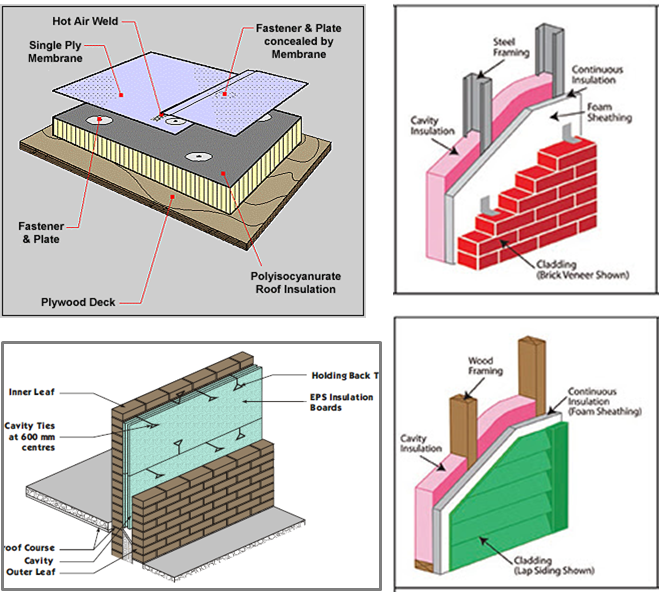 Hot Air Weld
Single Ply
Membrane
Fastener & Plate
concealed by
Membrane
Fastener
& Plate
Polyisocyanurate
Roof Insulation
Plywood Deck
Steel
Framing
Continuous
Insulation
Foam
Sheathing
Cavity
Insulation
Cladding
(Brick Veneer Shown)
Inner Leaf
Holding Back T
EPS Insulation
Boards
Cavity Ties
at 600 mm
centres
roof Course
Cavity
Outer Leaf
Wood
Framing
Continuous
Insulation
(Foam Sheathing)
Cavity
Insulation
Cladding
(Lap Siding Shown)